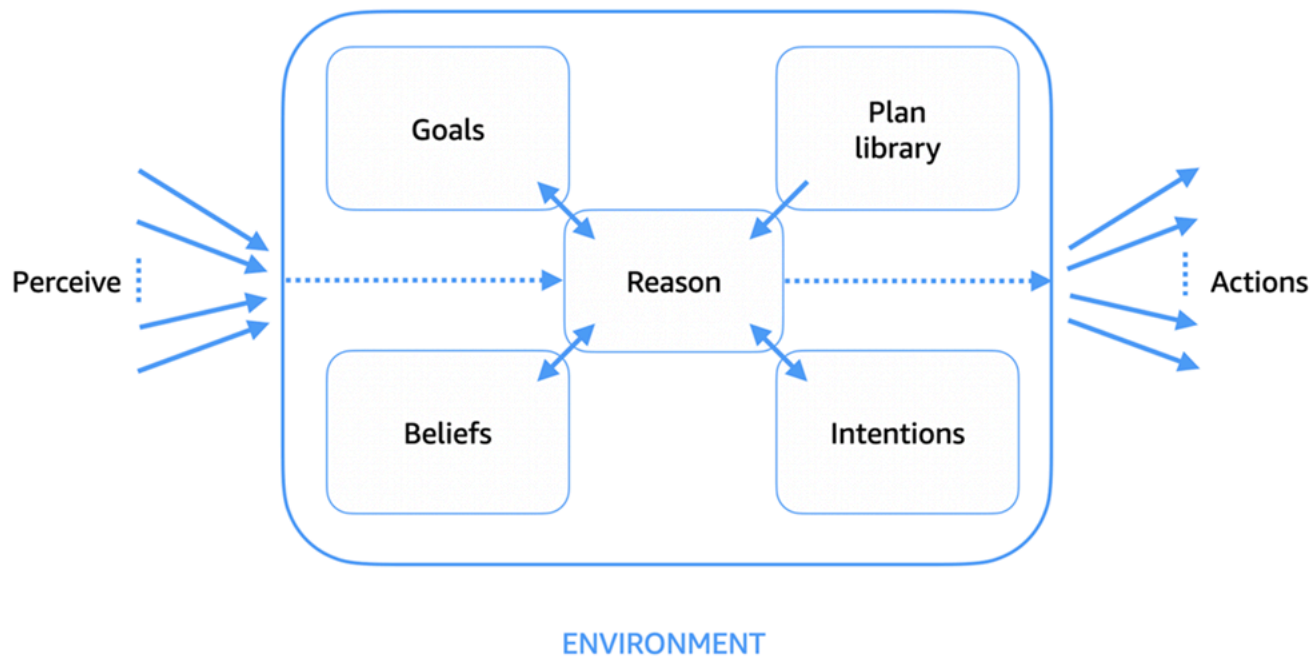 Goals
Plan
library
Perceive
Reason
Actions
Beliefs
Intentions
ENVIRONMENT